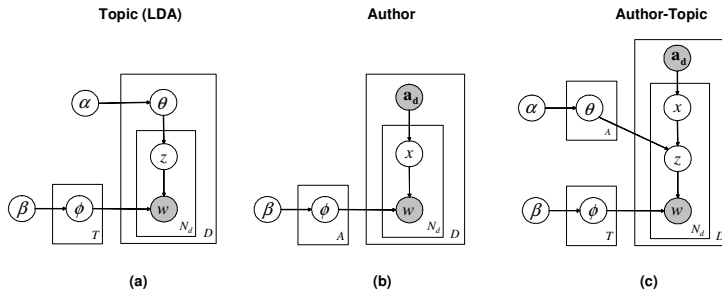 Topic (LDA) Author Author-Topic
a_d a_d
α θ x α θ x
A
z z
β ϕ w β ϕ w β ϕ w
T N_d D A N_d D T N_d D
(a) (b) (c)